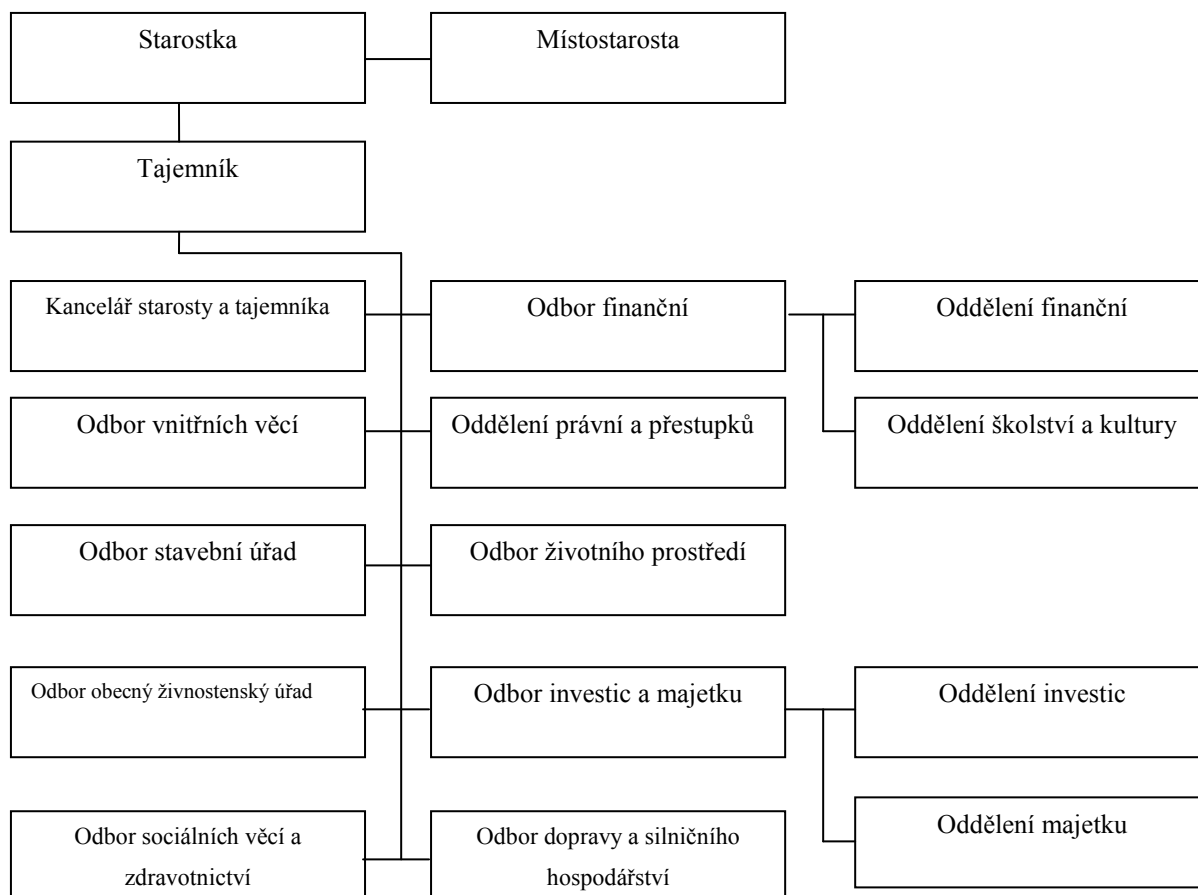 Starostka
Místostarosta
Tajemník
Kancelář starosty a tajemníka
Odbor finanční
Oddělení finanční
Odbor vnitřních věcí
Oddělení právní a přestupků
Oddělení školství a kultury
Odbor stavební úřad
Odbor životního prostředí
Odbor obecný živnostenský úřad
Odbor investic a majetku
Oddělení investic
Odbor sociálních věcí a
zdravotnictví
Odbor dopravy a silničního
hospodářství
Oddělení majetku